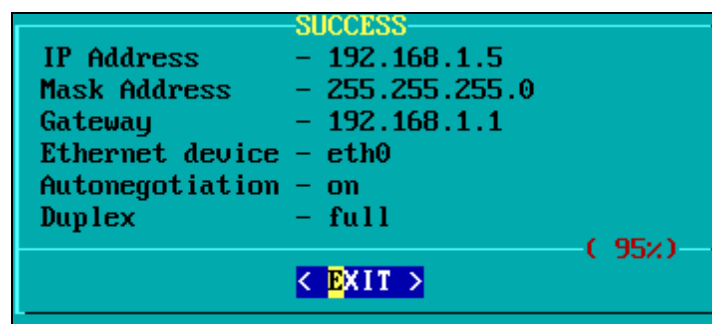 SUCCESS
IP Address - 192.168.1.5
Mask Address - 255.255.255.0
Gateway - 192.168.1.1
Ethernet device - eth0
Autonegotiation - on
Duplex - full
( 95%)
< EXIT >